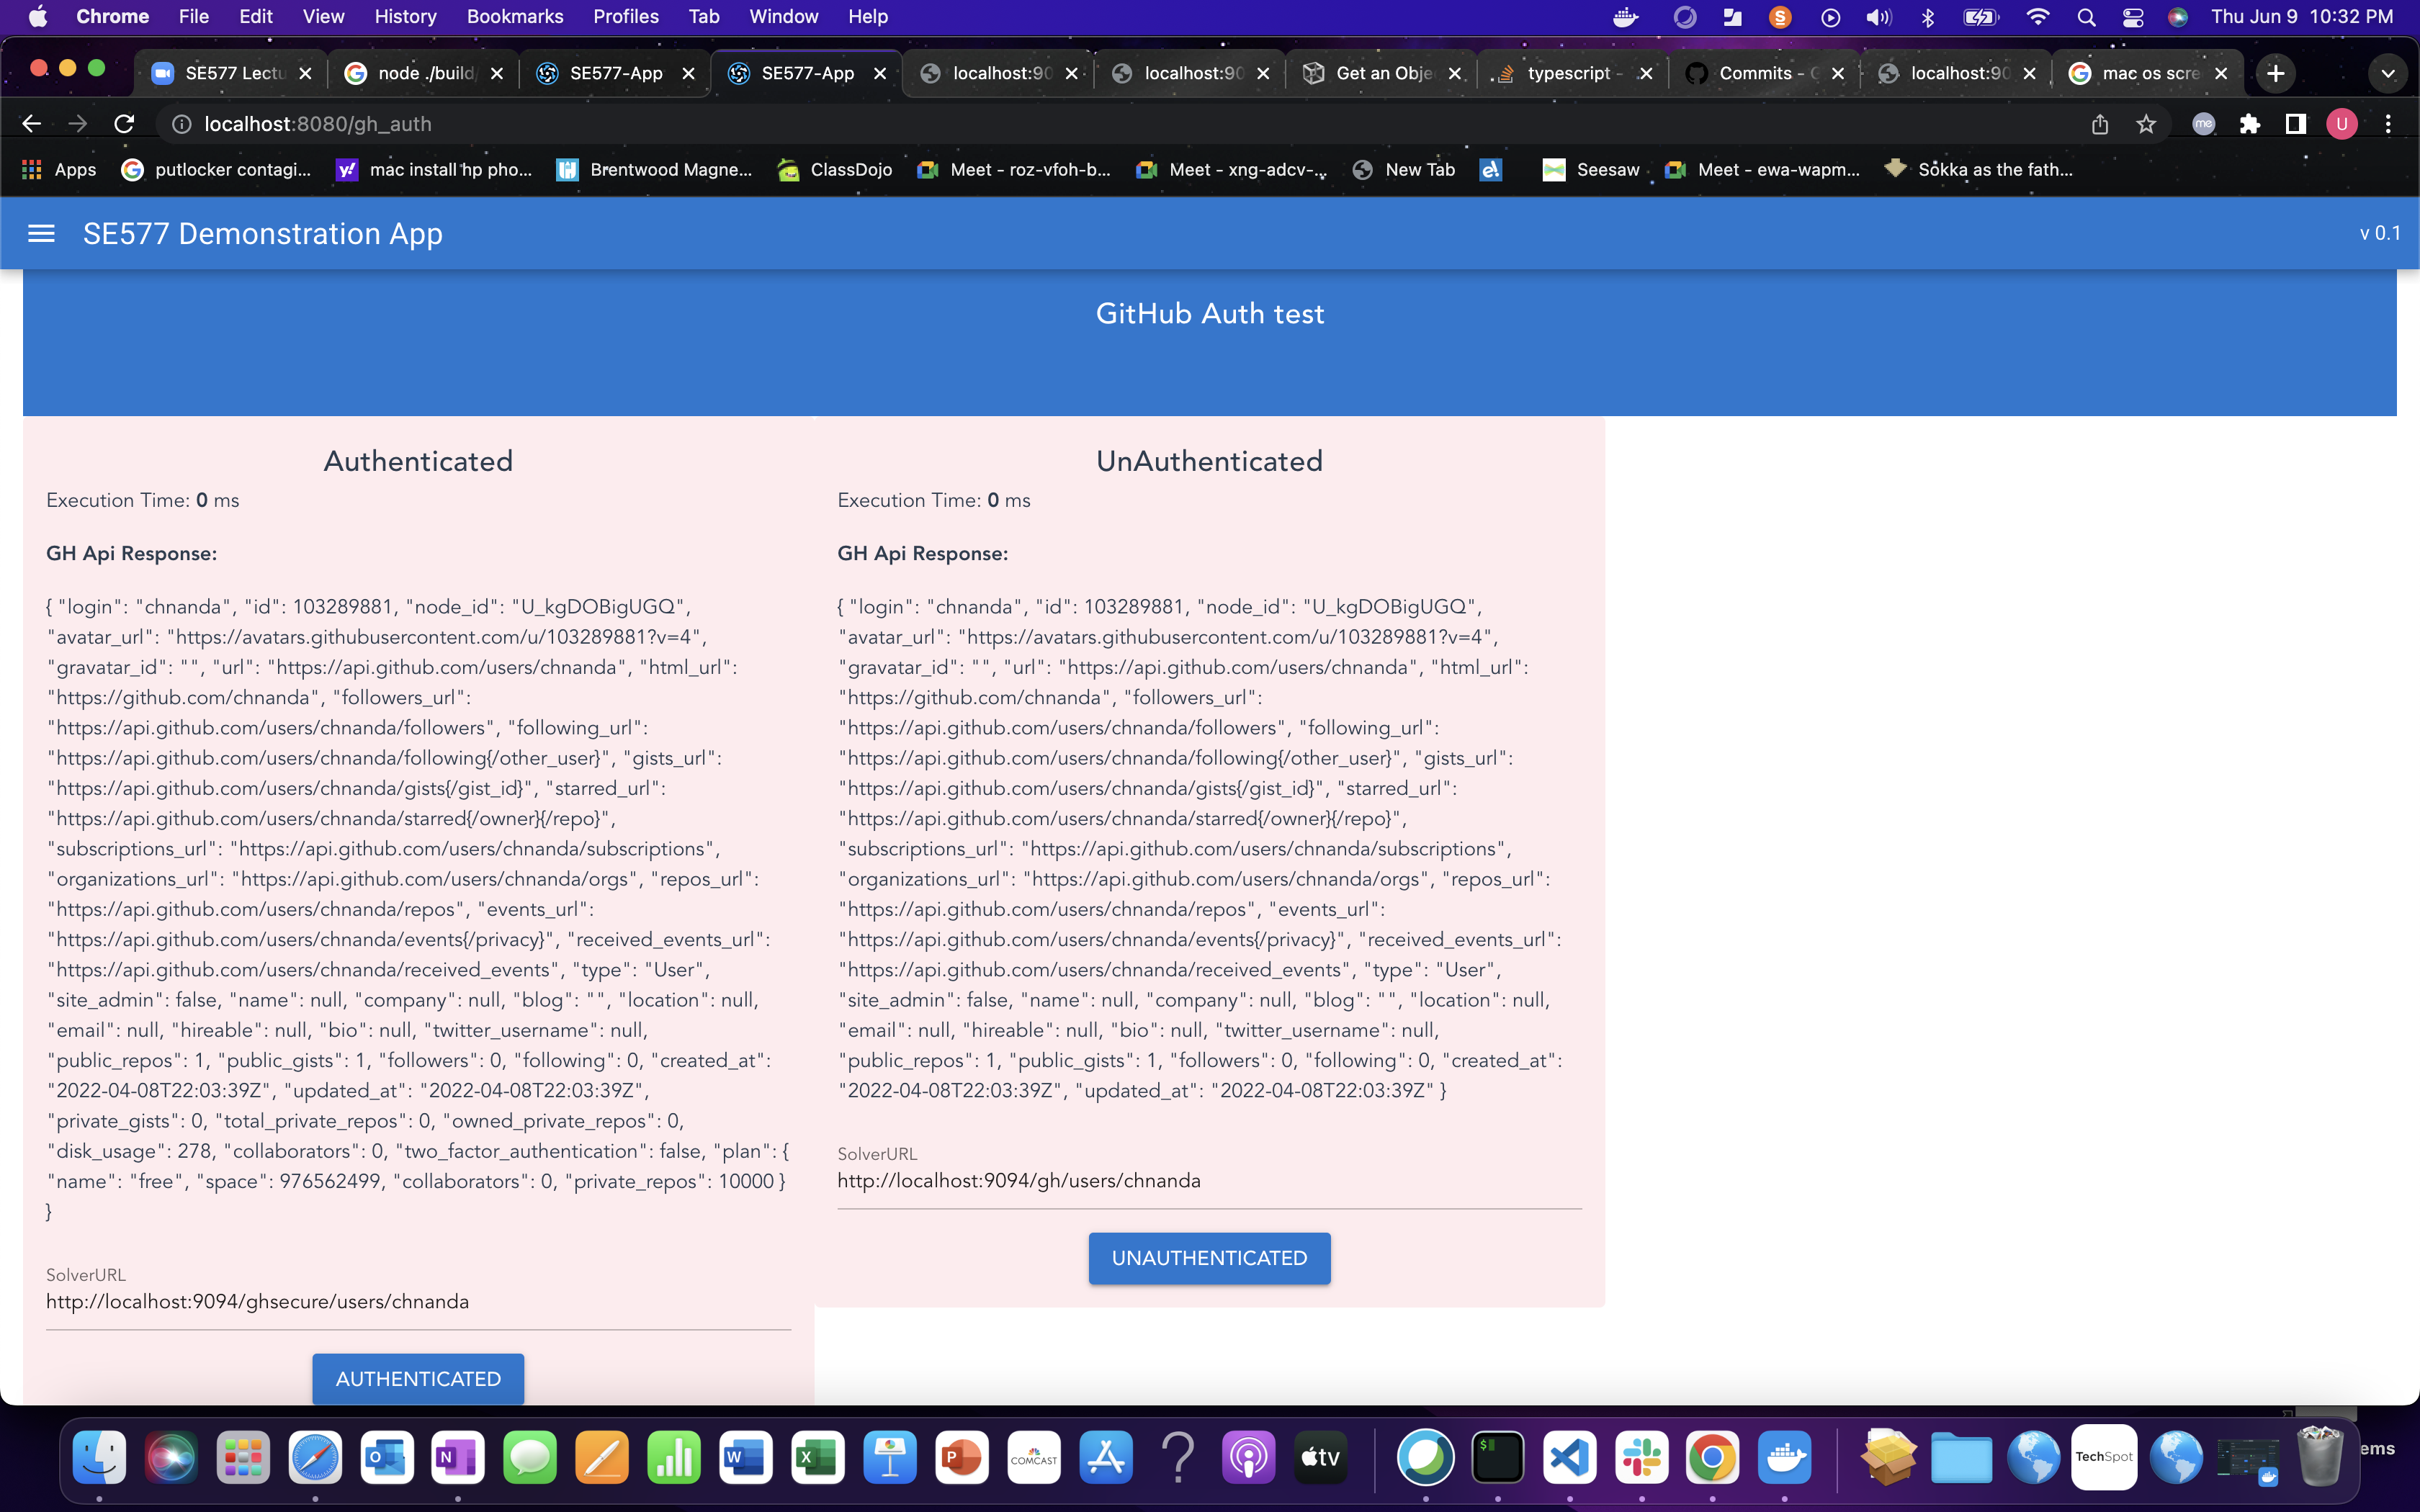 Chrome File Edit View History Bookmarks Profiles Tab Window Help
Thu Jun 9 10:32 PM
SE577 Lectu
node ./build/
SE577-App
SE577-App
localhost:90
localhost:90
Get an Obje
typescript -
Commits -
localhost:90
mac os scre
localhost:8080/gh_auth
me
U
Apps
putlocker contagi...
mac install hp pho...
Brentwood Magne...
ClassDojo
Meet - roz-vfoh-b...
Meet - xng-adcv-...
New Tab
Seesaw
Meet - ewa-wapm...
Sokka as the fath...
SE577 Demonstration App
v 0.1
GitHub Auth test
Authenticated
Execution Time: 0 ms
GH Api Response:
{ "login": "chnanda", "id": 103289881, "node_id": "U_kgDOBigUGQ",
"avatar_url": "https://avatars.githubusercontent.com/u/103289881?v=4",
"gravatar_id": "", "url": "https://api.github.com/users/chnanda", "html_url":
"https://github.com/chnanda", "followers_url":
"https://api.github.com/users/chnanda/followers", "following_url":
"https://api.github.com/users/chnanda/following{/other_user}", "gists_url":
"https://api.github.com/users/chnanda/gists{/gist_id}", "starred_url":
"https://api.github.com/users/chnanda/starred{/owner}{/repo}",
"subscriptions_url": "https://api.github.com/users/chnanda/subscriptions",
"organizations_url": "https://api.github.com/users/chnanda/orgs", "repos_url":
"https://api.github.com/users/chnanda/repos", "events_url":
"https://api.github.com/users/chnanda/events{/privacy}", "received_events_url":
"https://api.github.com/users/chnanda/received_events", "type": "User",
"site_admin": false, "name": null, "company": null, "blog": "", "location": null,
"email": null, "hireable": null, "bio": null, "twitter_username": null,
"public_repos": 1, "public_gists": 1, "followers": 0, "following": 0, "created_at":
"2022-04-08T22:03:39Z", "updated_at": "2022-04-08T22:03:39Z",
"private_gists": 0, "total_private_repos": 0, "owned_private_repos": 0,
"disk_usage": 278, "collaborators": 0, "two_factor_authentication": false, "plan": {
"name": "free", "space": 976562499, "collaborators": 0, "private_repos": 10000 }
}
SolverURL
http://localhost:9094/ghsecure/users/chnanda
AUTHENTICATED
UnAuthenticated
Execution Time: 0 ms
GH Api Response:
{ "login": "chnanda", "id": 103289881, "node_id": "U_kgDOBigUGQ",
"avatar_url": "https://avatars.githubusercontent.com/u/103289881?v=4",
"gravatar_id": "", "url": "https://api.github.com/users/chnanda", "html_url":
"https://github.com/chnanda", "followers_url":
"https://api.github.com/users/chnanda/followers", "following_url":
"https://api.github.com/users/chnanda/following{/other_user}", "gists_url":
"https://api.github.com/users/chnanda/gists{/gist_id}", "starred_url":
"https://api.github.com/users/chnanda/starred{/owner}{/repo}",
"subscriptions_url": "https://api.github.com/users/chnanda/subscriptions",
"organizations_url": "https://api.github.com/users/chnanda/orgs", "repos_url":
"https://api.github.com/users/chnanda/repos", "events_url":
"https://api.github.com/users/chnanda/events{/privacy}", "received_events_url":
"https://api.github.com/users/chnanda/received_events", "type": "User",
"site_admin": false, "name": null, "company": null, "blog": "", "location": null,
"email": null, "hireable": null, "bio": null, "twitter_username": null,
"public_repos": 1, "public_gists": 1, "followers": 0, "following": 0, "created_at":
"2022-04-08T22:03:39Z", "updated_at": "2022-04-08T22:03:39Z" }
SolverURL
http://localhost:9094/gh/users/chnanda
UNAUTHENTICATED
COMCAST
tv
TechSpot
ems